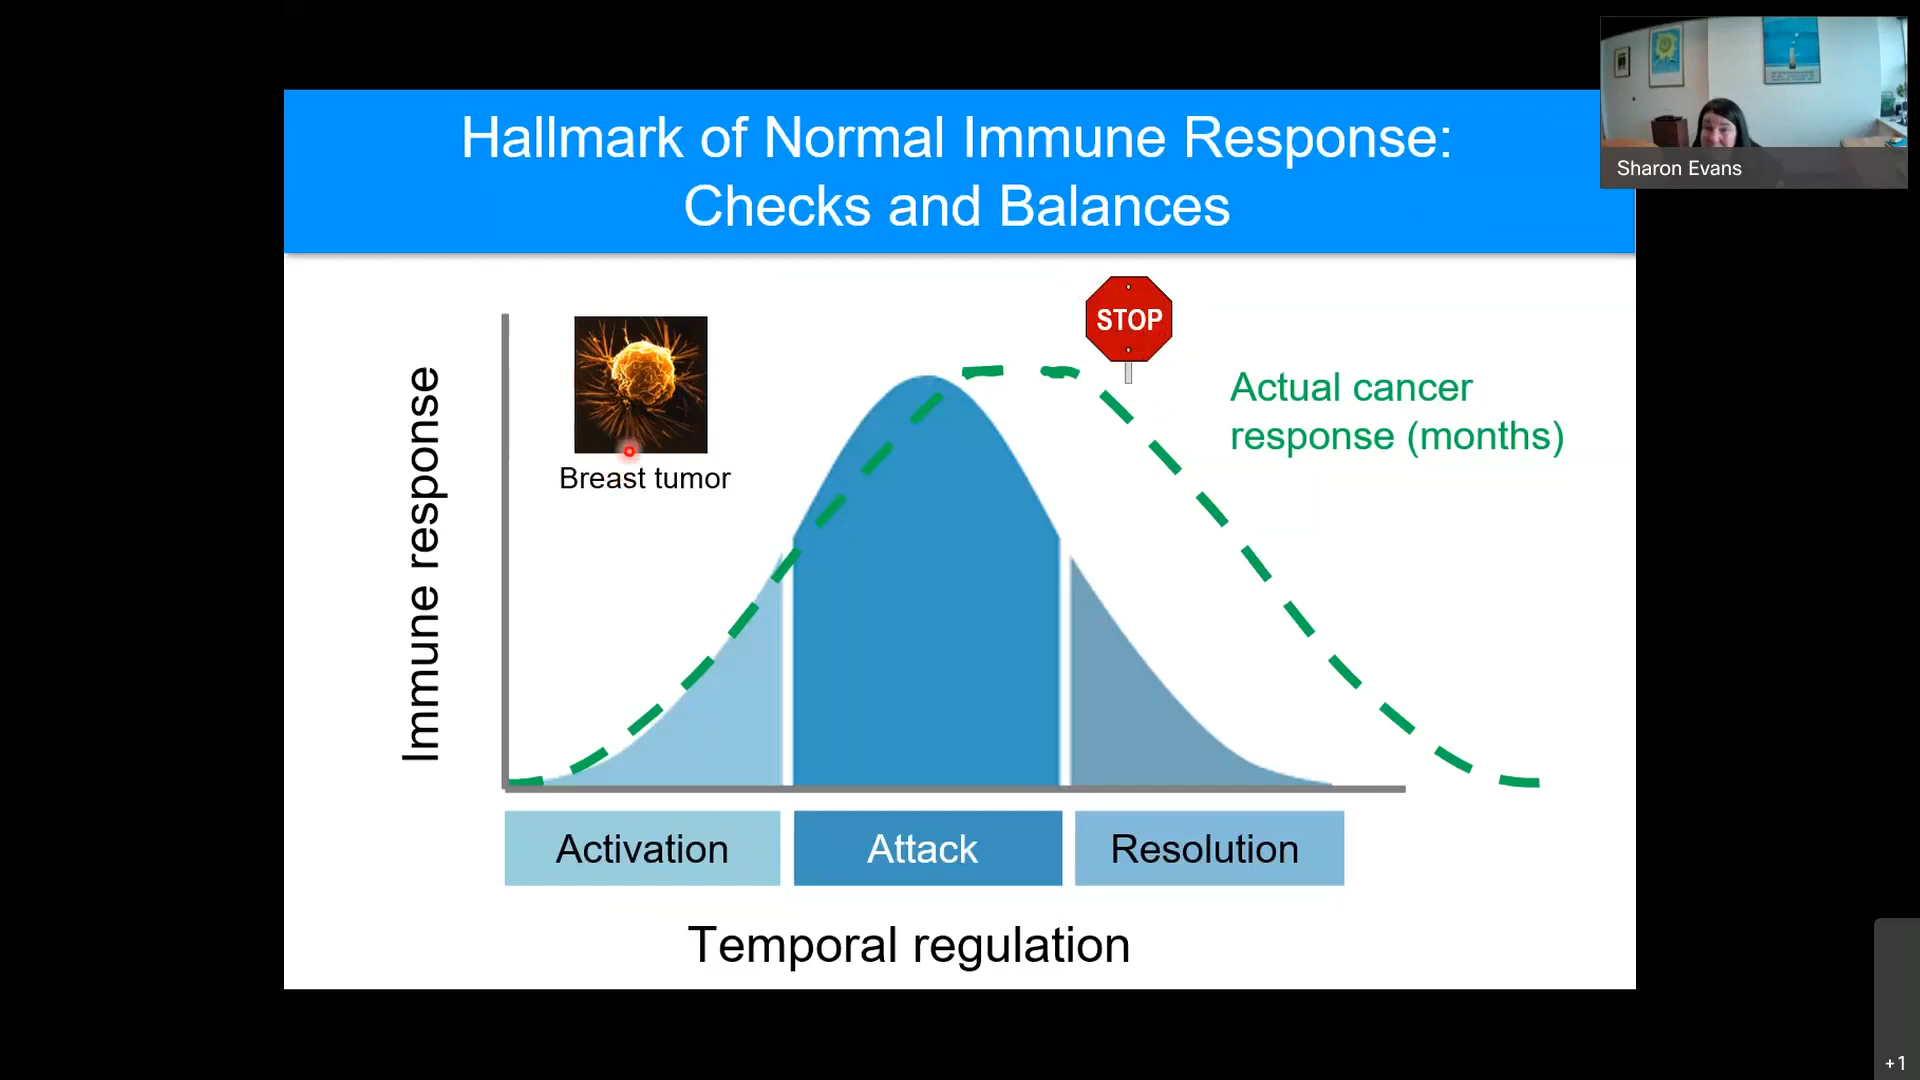 Hallmark of Normal Immune Response:
Checks and Balances
Sharon Evans
STOP
Actual cancer
response (months)
Breast tumor
Immune response
Activation
Attack
Resolution
Temporal regulation
+1